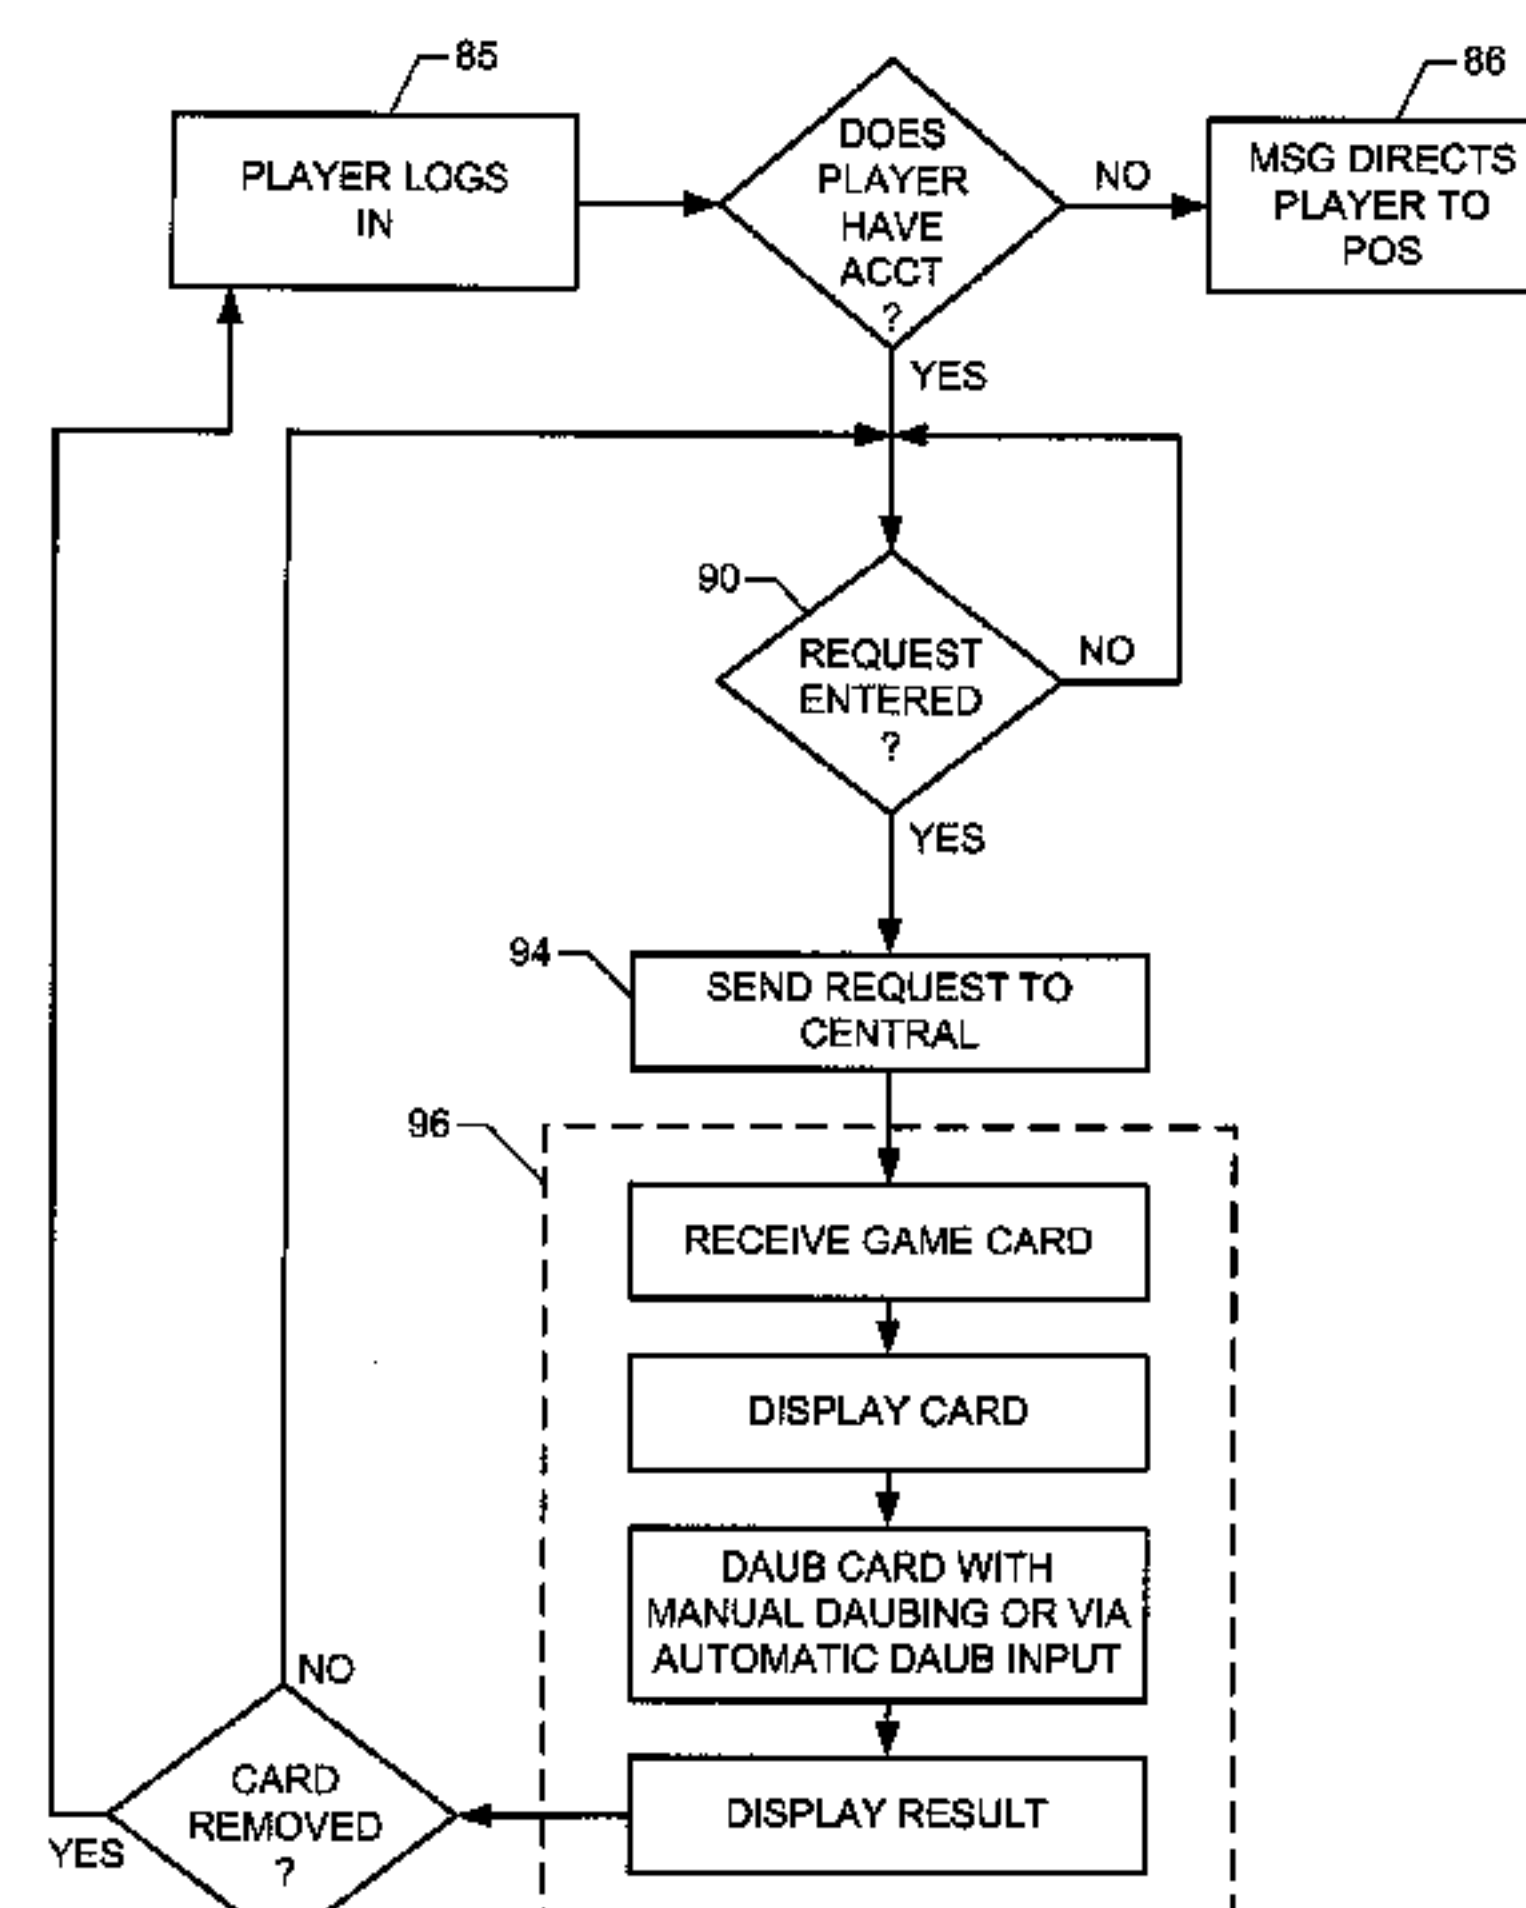 85
PLAYER LOGS
IN
DOES
PLAYER
HAVE
ACCT
?
NO
86
MSG DIRECTS
PLAYER TO
POS
YES
90
REQUEST
ENTERED
?
NO
YES
94
SEND REQUEST TO
CENTRAL
96
RECEIVE GAME CARD
DISPLAY CARD
DAUB CARD WITH
MANUAL DAUBING OR VIA
AUTOMATIC DAUB INPUT
DISPLAY RESULT
NO
CARD
REMOVED
?
YES